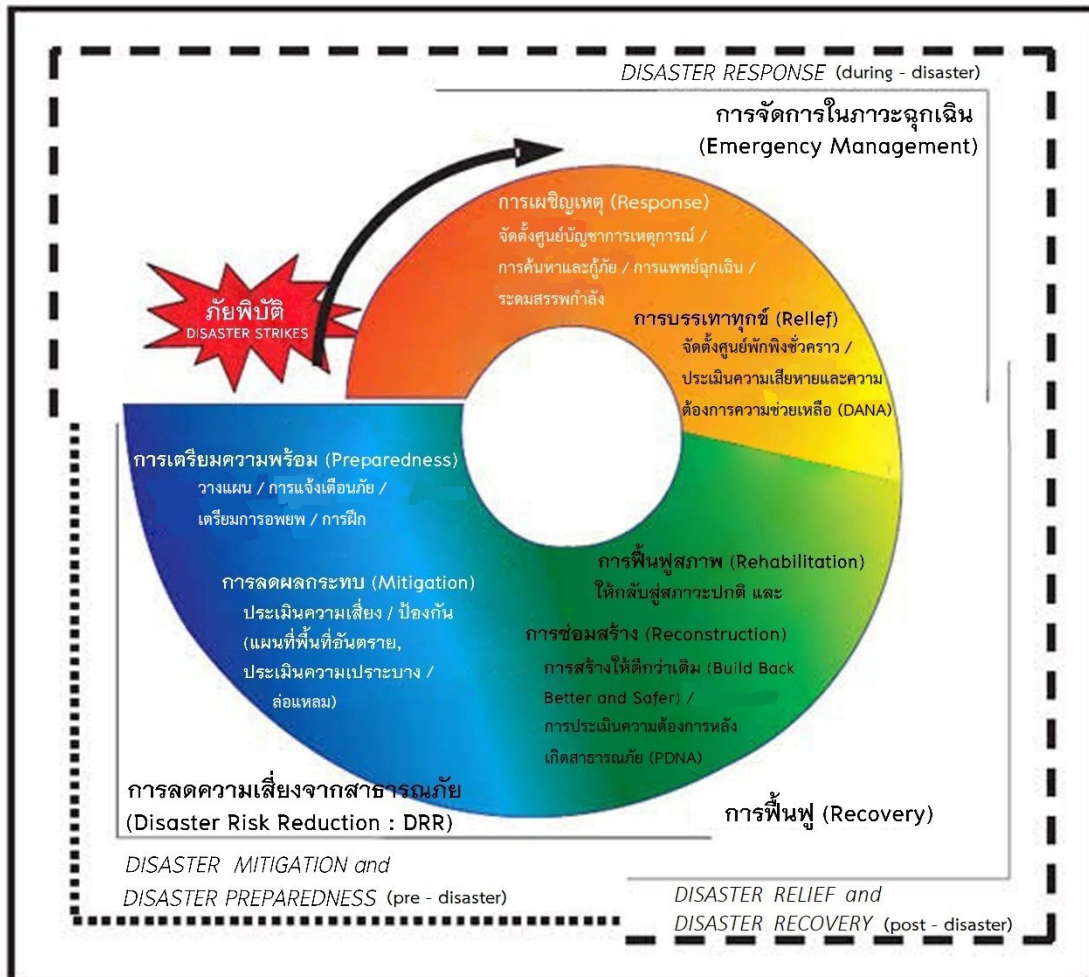 DISASTER RESPONSE (during - disaster)
การจัดการในภาวะฉุกเฉิน
(Emergency Management)
การเผชิญเหตุ (Response)
จัดตั้งศูนย์บัญชาการเหตุการณ์ /
การค้นหาและกู้ภัย / การแพทย์ฉุกเฉิน /
ระดมสรรพกำลัง
ภัยพิบัติ
DISASTER STRIKES
การบรรเทาทุกข์ (Rellef)
จัดตั้งศูนย์พักพิงชั่วคราว /
ประเมินความเสียหายและความ
ต้องการความช่วยเหลือ (DANA)
การเตรียมความพร้อม (Preparedness)
วางแผน / การแจ้งเตือนภัย /
เตรียมการอพยพ / การฝึก
การลดผลกระทบ (Mitigation)
ประเมินความเสี่ยง / ป้องกัน
(แผนที่พื้นที่อันตราย,
ประเมินความเปราะบาง /
ล่อแหลม)
การฟื้นฟูสภาพ (Rehabilitation)
ให้กลับสู่สภาวะปกติ และ
การซ่อมสร้าง (Reconstruction)
การสร้างให้ดีกว่าเดิม (Build Back
Better and Safer) /
การประเมินความต้องการหลัง
เกิดสาธารณภัย (PDNA)
การลดความเสี่ยงจากสาธารณภัย
(Disaster Risk Reduction : DRR)
การฟื้นฟู (Recovery)
DISASTER MITIGATION and
DISASTER PREPAREDNESS (pre - disaster)
DISASTER RELIEF and
DISASTER RECOVERY (post - disaster)